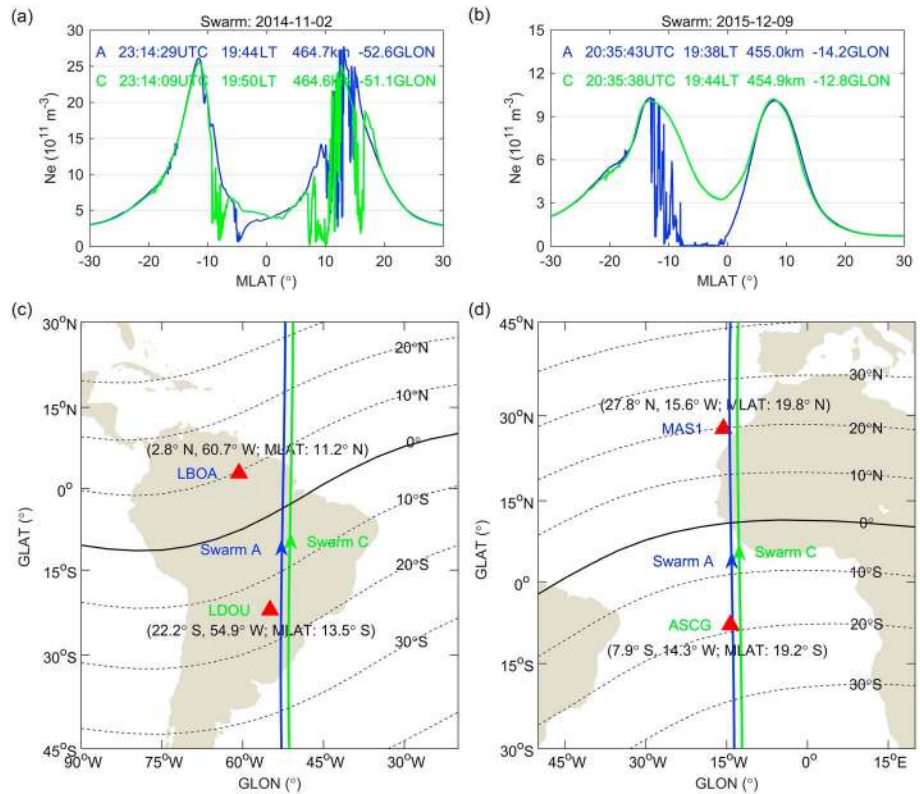 (a)
Swarm: 2014-11-02
A 23:14:29UTC 19:44LT 464.7km -52.6GLON
C 23:14:09UTC 19:50LT 464.6km -51.1GLON
30
25
20
15
10
5
0
Ne (10¹¹ m⁻³)
-30 -20 -10 0 10 20 30
MLAT (°)
(b)
Swarm: 2015-12-09
A 20:35:43UTC 19:38LT 455.0km -14.2GLON
C 20:35:38UTC 19:44LT 454.9km -12.8GLON
15
12
9
6
3
0
Ne (10¹¹ m⁻³)
-30 -20 -10 0 10 20 30
MLAT (°)
(c)
30°N
15°N
0°
15°S
30°S
45°S
GLAT (°)
20°N
10°N
0°
10°S
20°S
30°S
(2.8° N, 60.7° W; MLAT: 11.2° N)
LBOA
Swarm A
Swarm C
LDOU
(22.2° S, 54.9° W; MLAT: 13.5° S)
90°W 75°W 60°W 45°W 30°W
GLON (°)
(d)
45°N
30°N
15°N
0°
15°S
30°S
GLAT (°)
30°N
(27.8° N, 15.6° W; MLAT: 19.8° N)
MAS1
20°N
10°N
0°
Swarm A
Swarm C
10°S
ASCG
20°S
(7.9° S, 14.3° W; MLAT: 19.2° S)
30°S
45°W 30°W 15°W 0° 15°E
GLON (°)